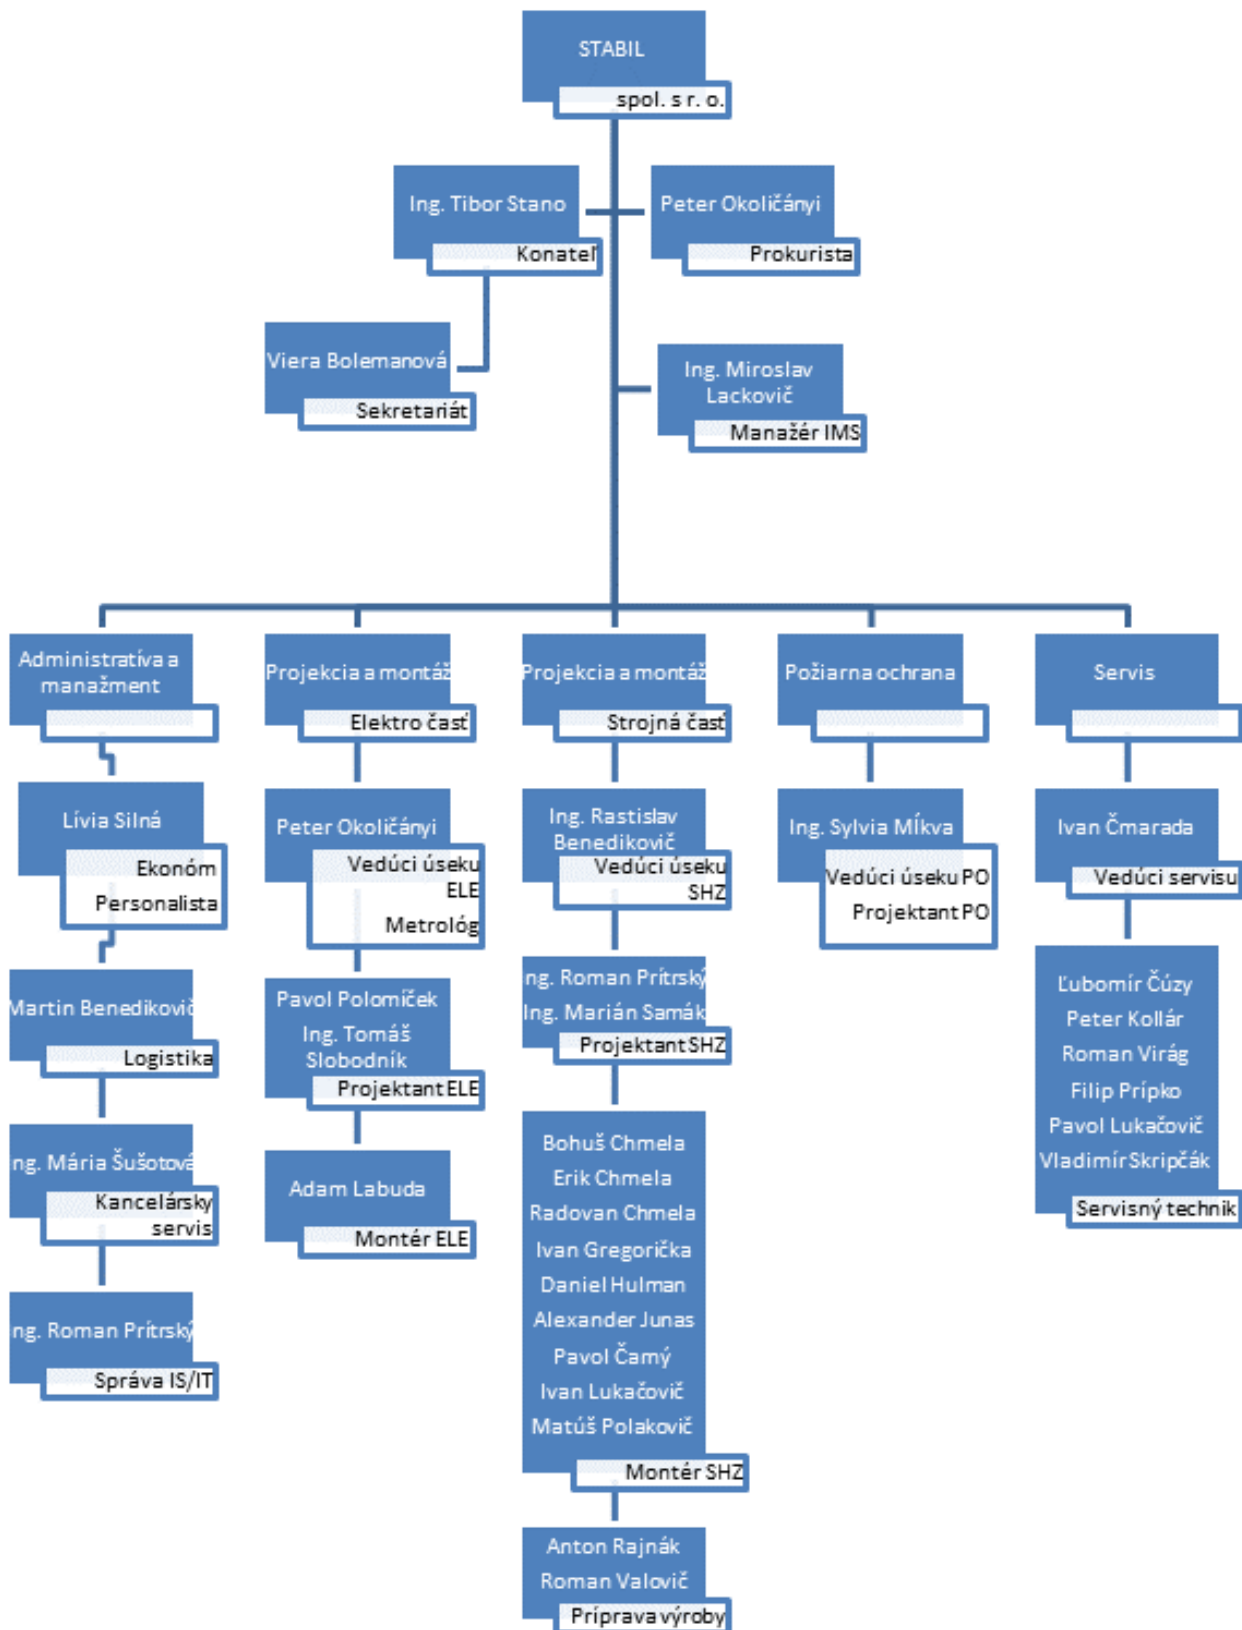 STABIL
spol. s r. o.
Ing. Tibor Stano
Konateľ
Peter Okoličányi
Prokurista
Viera Bolemanová
Sekretariát
Ing. Miroslav
Lackovič
Manažér IMS
Administratíva a
manažment
Lívia Silná
Ekonóm
Personalista
Martin Benedikovič
Logistika
ng. Mária Šušotová
Kancelársky
servis
ng. Roman Prítrský
Správa IS/IT
Projekcia a montáž
Elektro časť
Peter Okoličányi
Vedúci úseku
ELE
Metrológ
Pavol Polomíček
Ing. Tomáš
Slobodník
Projektant ELE
Adam Labuda
Montér ELE
Projekcia a montáž
Strojná časť
Ing. Rastislav
Benedikovič
Vedúci úseku
SHZ
ng. Roman Prítrský
Ing. Marián Samák
Projektant SHZ
Bohuš Chmela
Erik Chmela
Radovan Chmela
Ivan Gregorička
Daniel Hulman
Alexander Junas
Pavol Čarný
Ivan Lukačovič
Matúš Polakovič
Montér SHZ
Anton Rajnák
Roman Valovič
Príprava výroby
Požiarna ochrana
Ing. Sylvia Mĺkva
Vedúci úseku PO
Projektant PO
Servis
Ivan Čmarada
Vedúci servisu
Ľubomír Čúzy
Peter Kollár
Roman Virág
Filip Prípko
Pavol Lukačovič
Vladimír Skripčák
Servisný technik